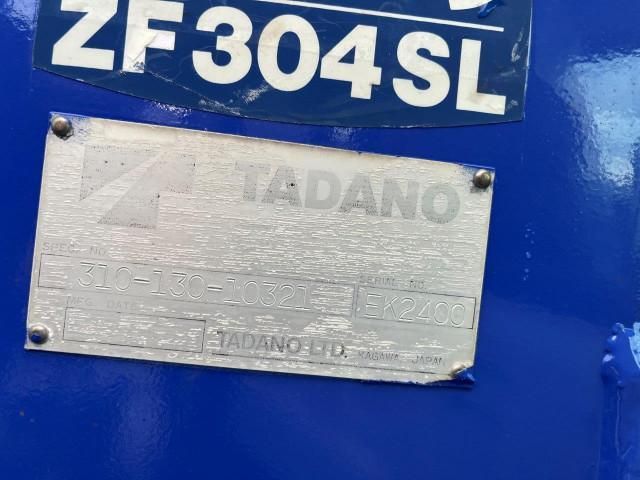 ZF304SL
TADANO
SPEC. NO.
310-130-10321
SERIAL NO.
EK2400
MFG. DATE
TADANO LTD. KAGAWA JAPAN